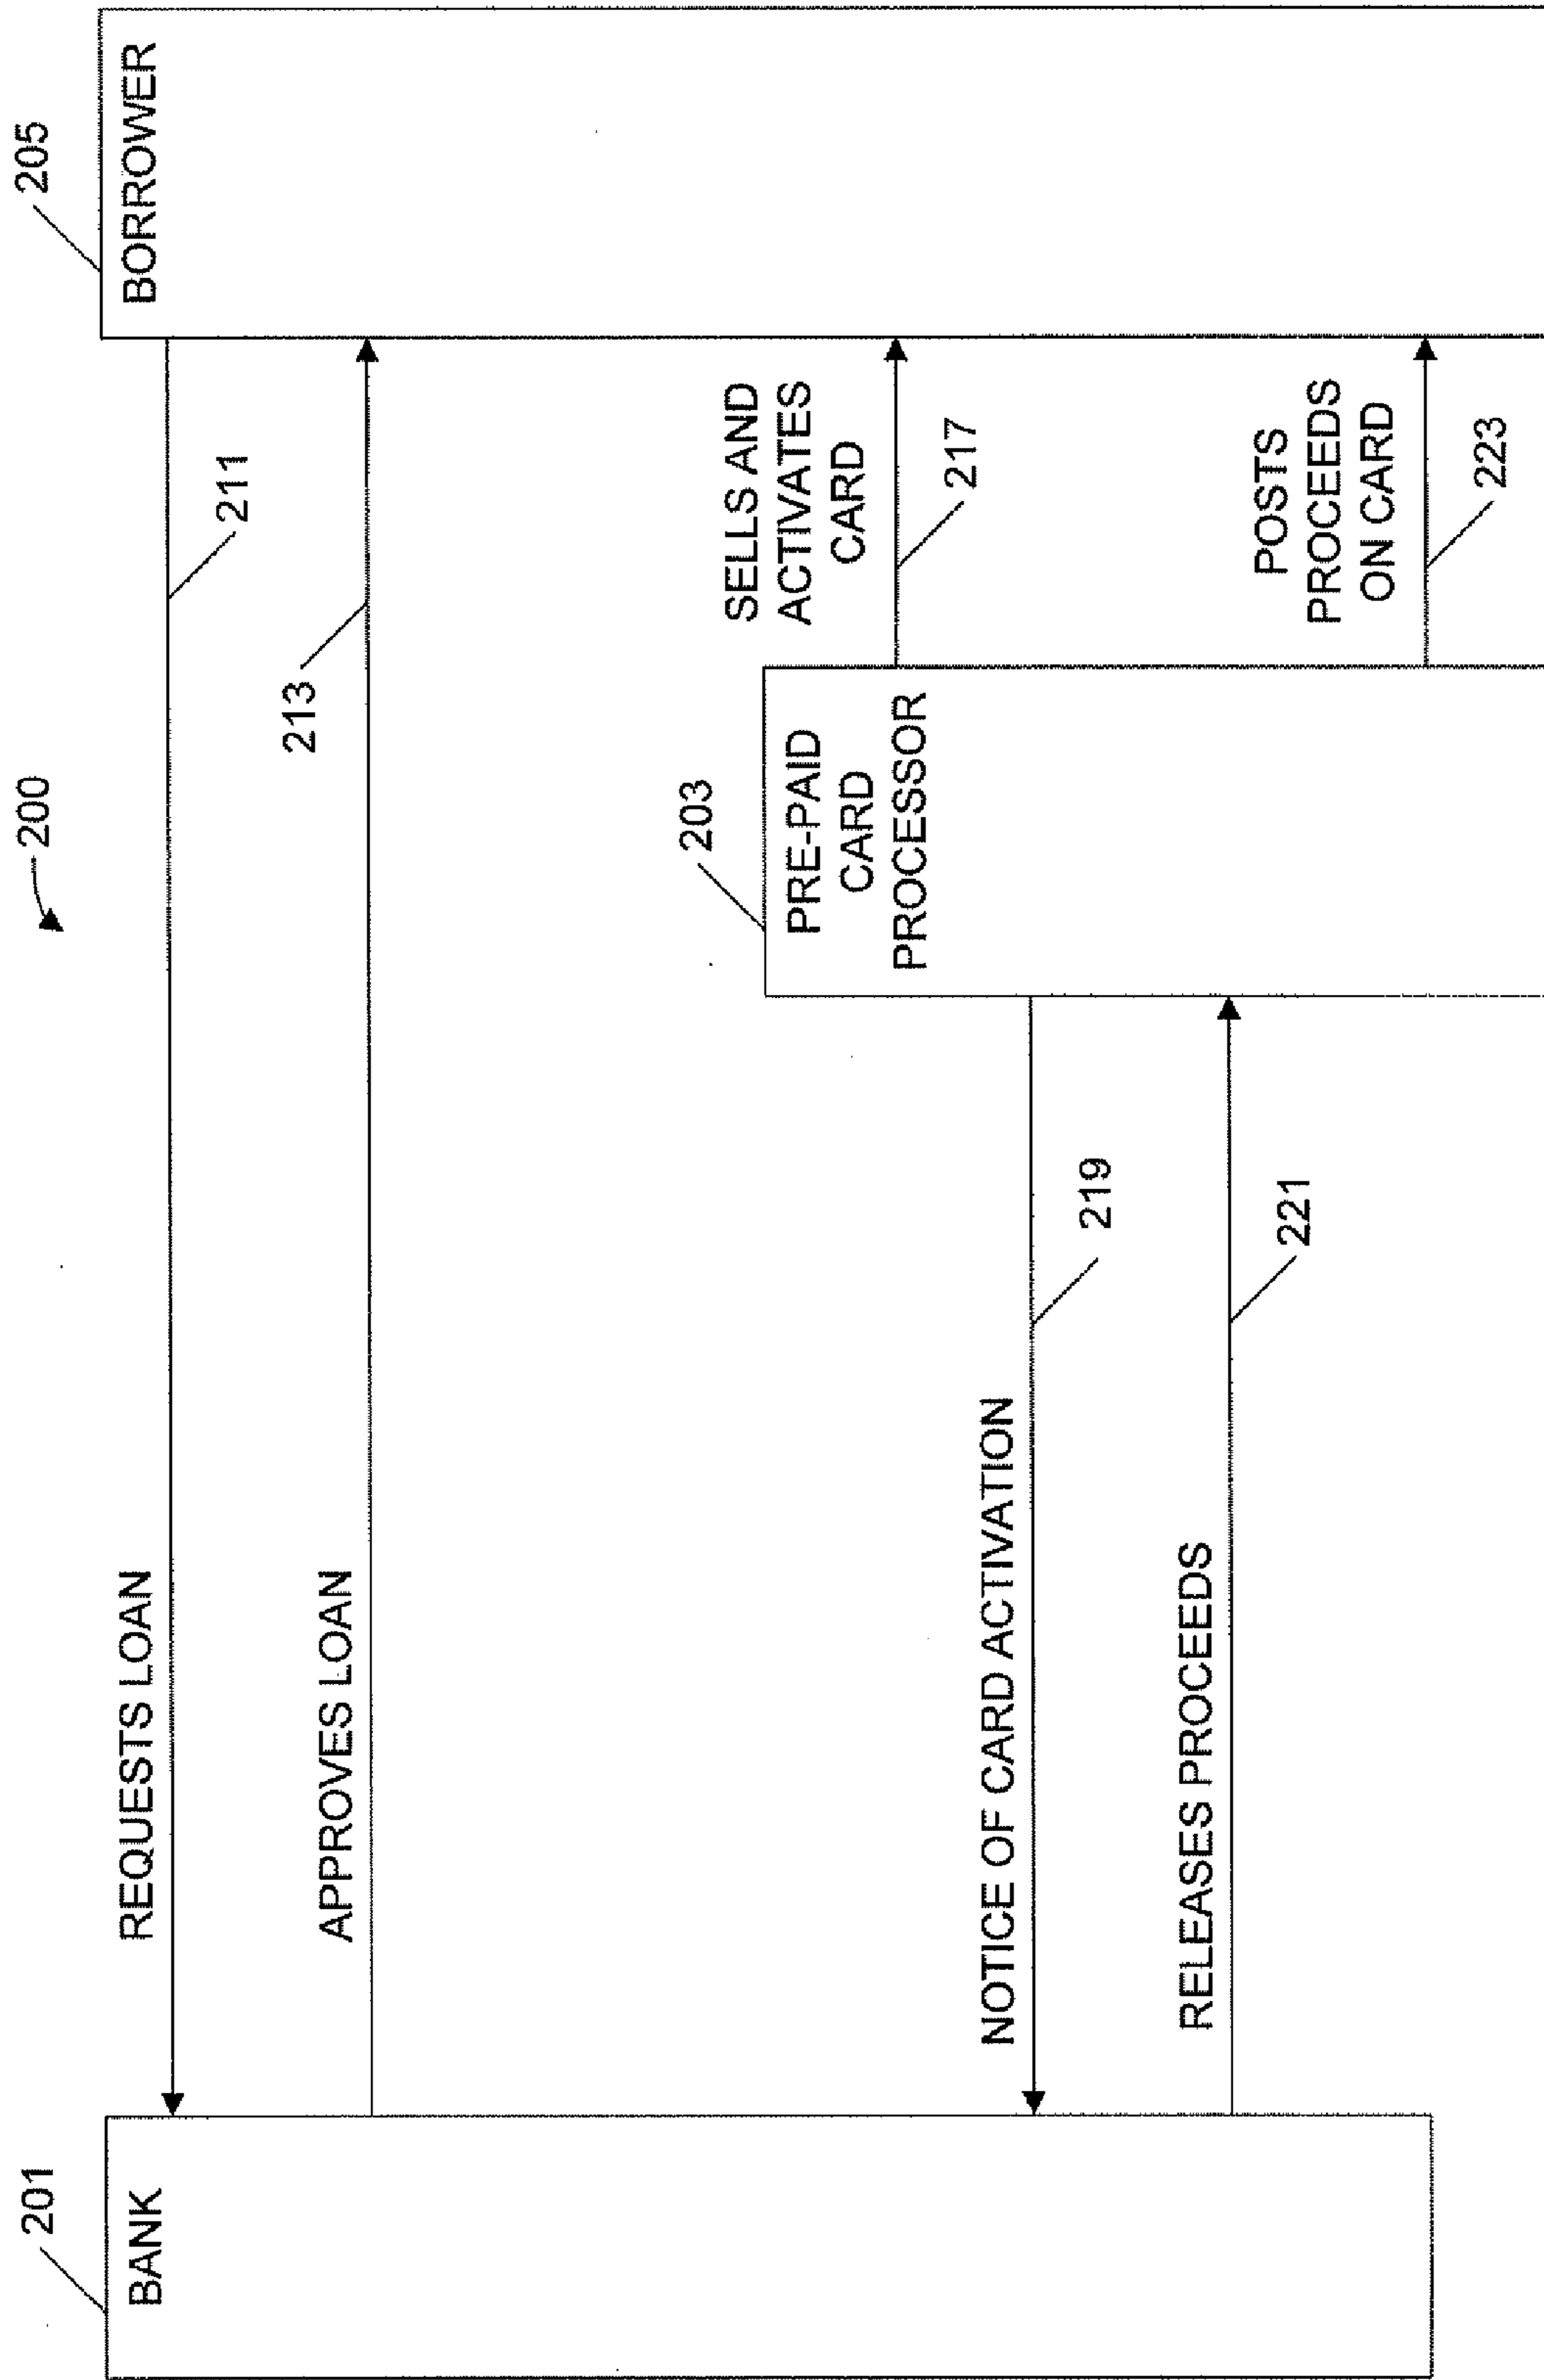 200
201
BANK
205
BORROWER
REQUESTS LOAN
211
APPROVES LOAN
213
203
PRE-PAID
CARD
PROCESSOR
SELLS AND
ACTIVATES
CARD
217
NOTICE OF CARD ACTIVATION
219
RELEASES PROCEEDS
221
POSTS
PROCEEDS
ON CARD
223